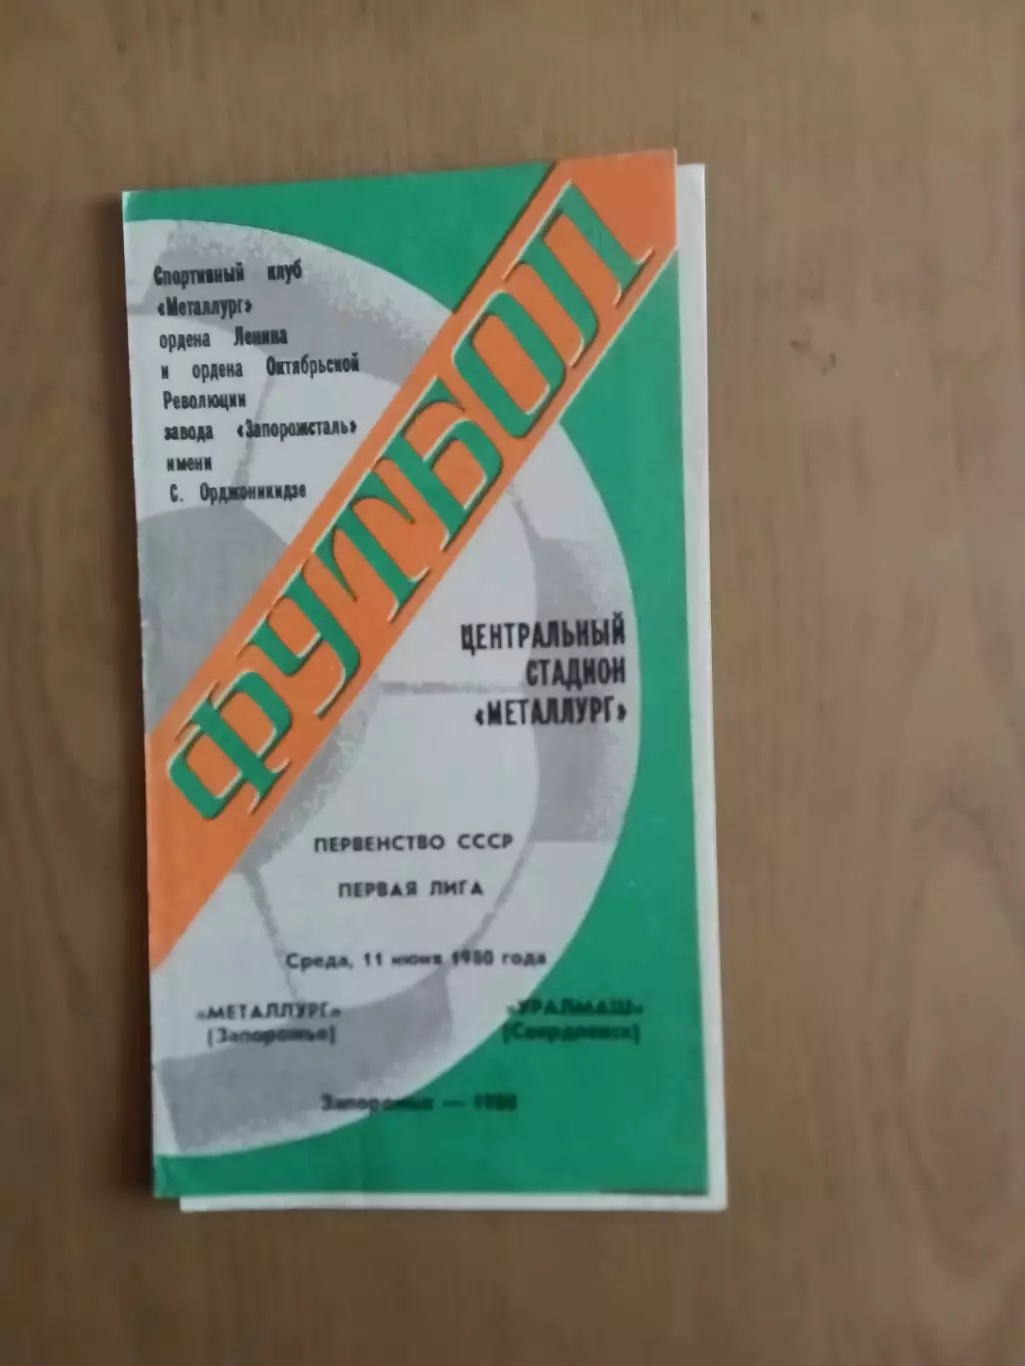 Спортивный клуб
«Металлург»
ордена Ленина
и ордена Октябрьской
Революции
завода «Запорожсталь»
имени
С. Орджоникидзе
ФУТБОЛ
ЦЕНТРАЛЬНЫЙ
СТАДИОН
«МЕТАЛЛУРГ»
ПЕРВЕНСТВО СССР
ПЕРВАЯ ЛИГА
Среда, 11 июня 1980 года
«МЕТАЛЛУРГ»
(Запорожье)
«УРАЛМАШ»
(Свердловск)
Запорожье — 1980